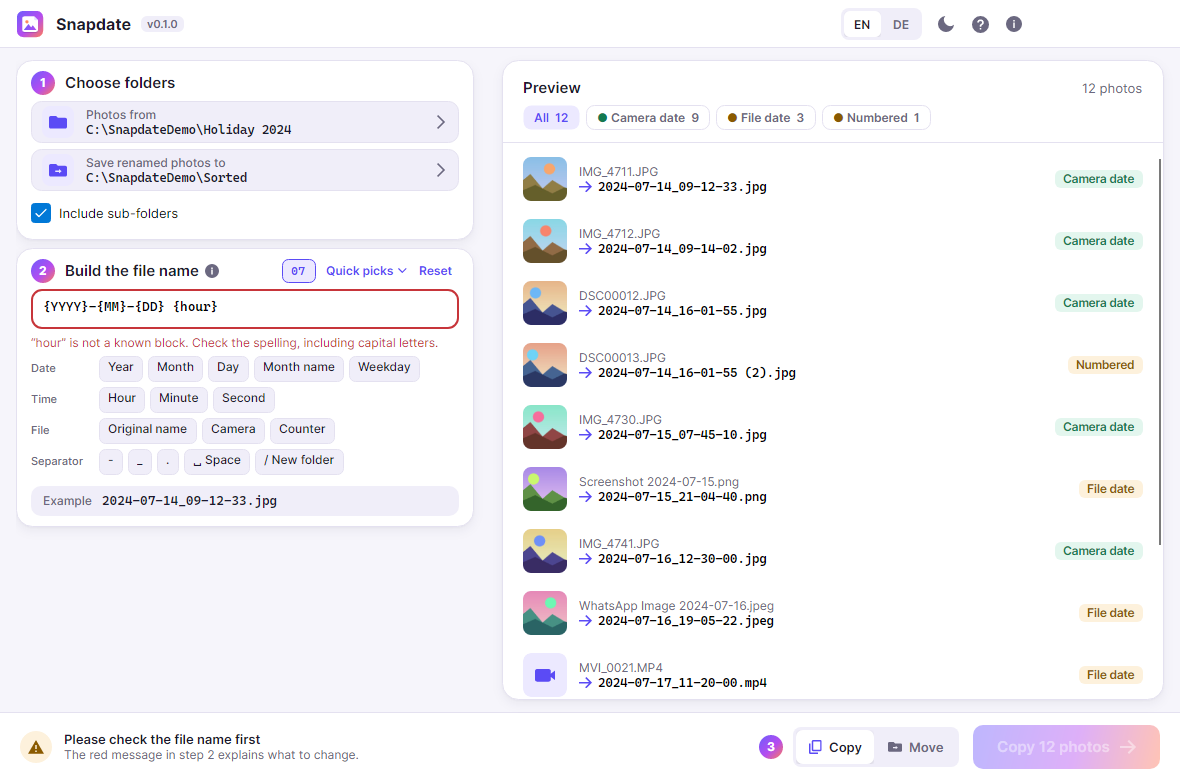 Snapdate v0.1.0
EN DE
1 Choose folders
Photos from
C:\SnapdateDemo\Holiday 2024
Save renamed photos to
C:\SnapdateDemo\Sorted
Include sub-folders
2 Build the file name 07 Quick picks Reset
{YYYY}-{MM}-{DD} {hour}
"hour" is not a known block. Check the spelling, including capital letters.
Date Year Month Day Month name Weekday
Time Hour Minute Second
File Original name Camera Counter
Separator - _ . ␣ Space / New folder
Example 2024-07-14_09-12-33.jpg
Preview 12 photos
All 12 Camera date 9 File date 3 Numbered 1
IMG_4711.JPG
→ 2024-07-14_09-12-33.jpg Camera date
IMG_4712.JPG
→ 2024-07-14_09-14-02.jpg Camera date
DSC00012.JPG
→ 2024-07-14_16-01-55.jpg Camera date
DSC00013.JPG
→ 2024-07-14_16-01-55 (2).jpg Numbered
IMG_4730.JPG
→ 2024-07-15_07-45-10.jpg Camera date
Screenshot 2024-07-15.png
→ 2024-07-15_21-04-40.png File date
IMG_4741.JPG
→ 2024-07-16_12-30-00.jpg Camera date
WhatsApp Image 2024-07-16.jpeg
→ 2024-07-16_19-05-22.jpeg File date
MVI_0021.MP4
→ 2024-07-17_11-20-00.mp4 File date
Please check the file name first
The red message in step 2 explains what to change.
3 Copy Move Copy 12 photos →